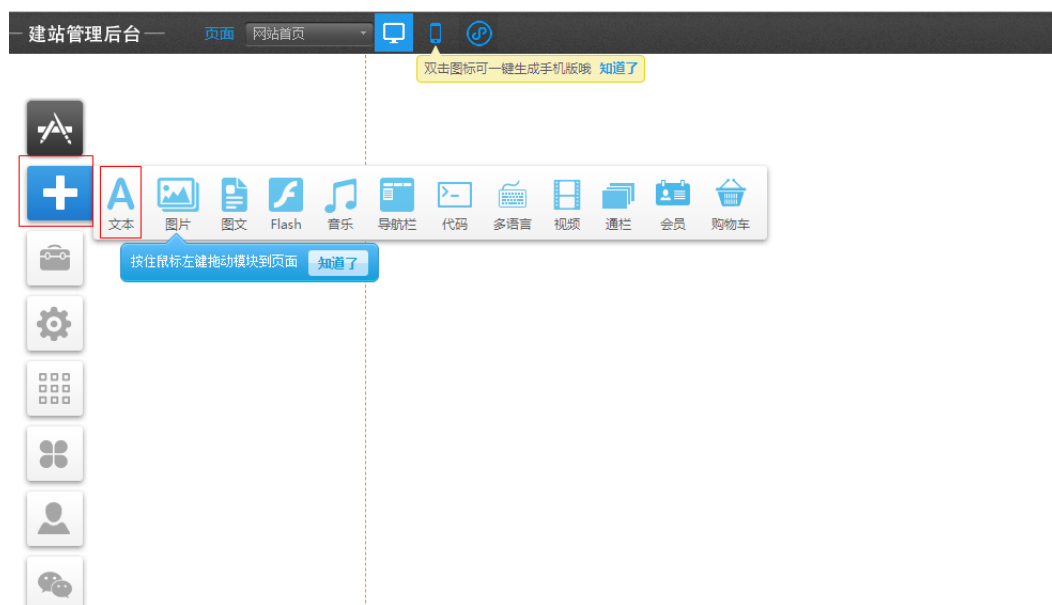 建站管理后台
页面 网站首页
双击图标可一键生成手机版哦 知道了
文本 图片 图文 Flash 音乐 导航栏 代码 多语言 视频 通栏 会员 购物车
按住鼠标左键拖动模块到页面 知道了